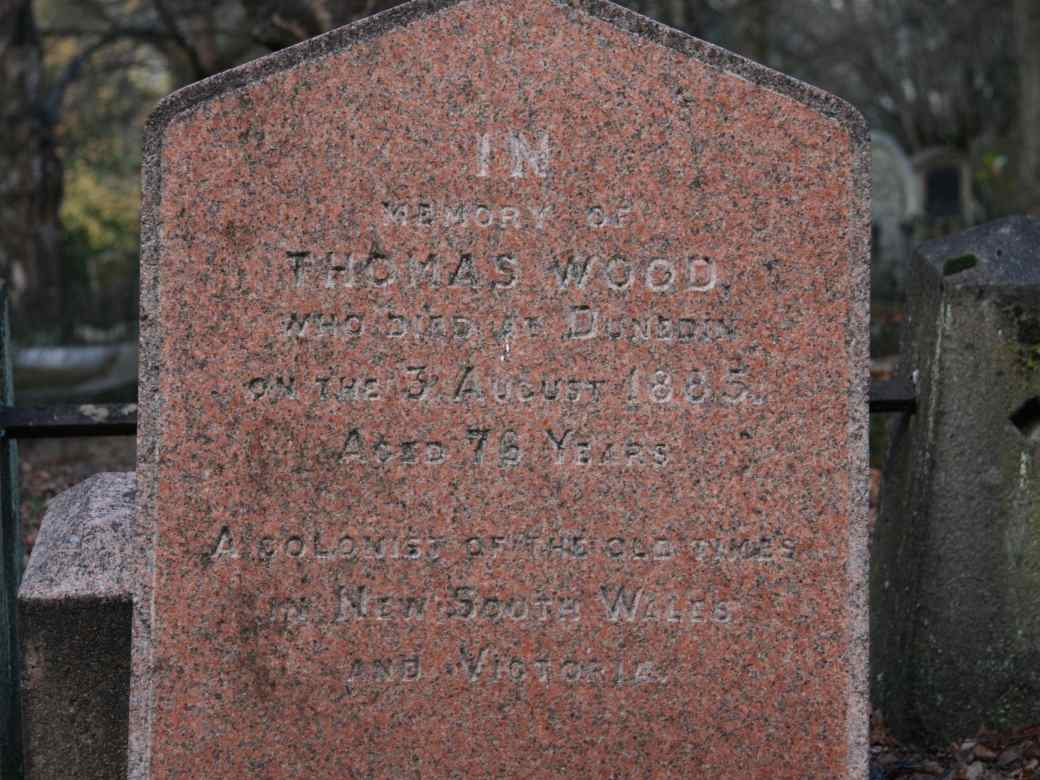 IN
MEMORY OF
THOMAS WOOD,
WHO DIED AT DUNEDIN
ON THE 3 AUGUST 1885.
AGED 76 YEARS
A COLONIST OF THE OLD TIMES
IN NEW SOUTH WALES
AND VICTORIA.